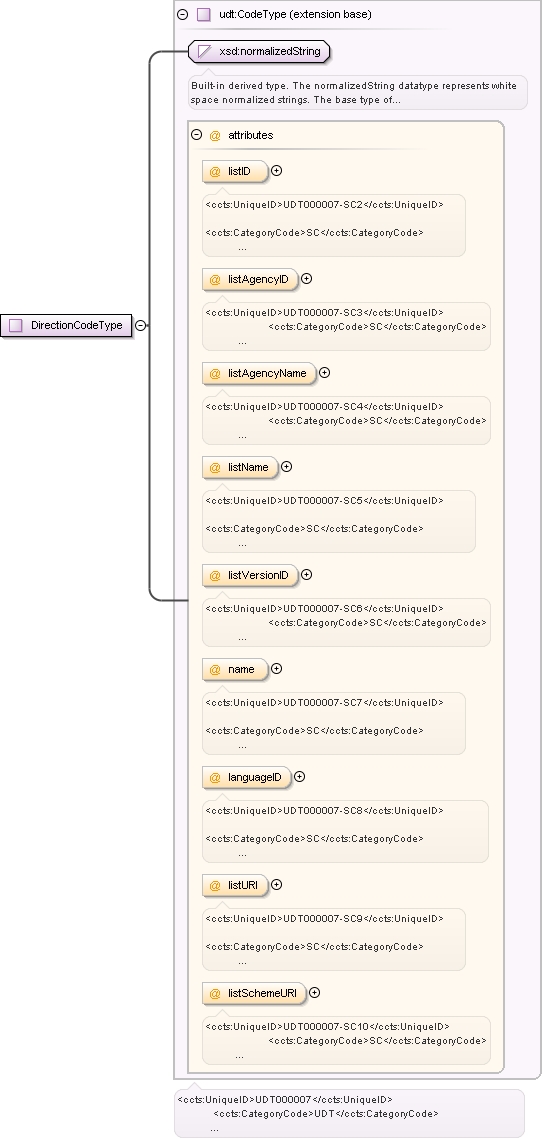 udt:CodeType (extension base)
xsd:normalizedString
Built-in derived type. The normalizedString datatype represents white
space normalized strings. The base type of...
@ attributes
@ listID
<ccts:UniqueID>UDT000007-SC2</ccts:UniqueID>
<ccts:CategoryCode>SC</ccts:CategoryCode>
...
@ listAgencyID
<ccts:UniqueID>UDT000007-SC3</ccts:UniqueID>
<ccts:CategoryCode>SC</ccts:CategoryCode>
...
DirectionCodeType
@ listAgencyName
<ccts:UniqueID>UDT000007-SC4</ccts:UniqueID>
<ccts:CategoryCode>SC</ccts:CategoryCode>
...
@ listName
<ccts:UniqueID>UDT000007-SC5</ccts:UniqueID>
<ccts:CategoryCode>SC</ccts:CategoryCode>
...
@ listVersionID
<ccts:UniqueID>UDT000007-SC6</ccts:UniqueID>
<ccts:CategoryCode>SC</ccts:CategoryCode>
...
@ name
<ccts:UniqueID>UDT000007-SC7</ccts:UniqueID>
<ccts:CategoryCode>SC</ccts:CategoryCode>
...
@ languageID
<ccts:UniqueID>UDT000007-SC8</ccts:UniqueID>
<ccts:CategoryCode>SC</ccts:CategoryCode>
...
@ listURI
<ccts:UniqueID>UDT000007-SC9</ccts:UniqueID>
<ccts:CategoryCode>SC</ccts:CategoryCode>
...
@ listSchemeURI
<ccts:UniqueID>UDT000007-SC10</ccts:UniqueID>
<ccts:CategoryCode>SC</ccts:CategoryCode>
...
<ccts:UniqueID>UDT000007</ccts:UniqueID>
<ccts:CategoryCode>UDT</ccts:CategoryCode>
...